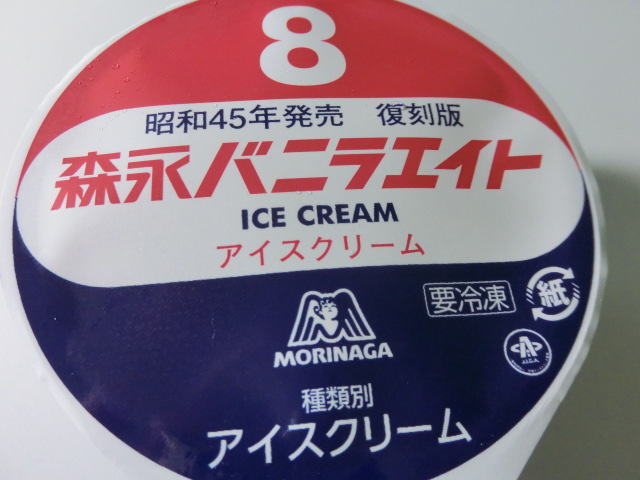 8
昭和45年発売 復刻版
森永バニラエイト
ICE CREAM
アイスクリーム
要冷凍
紙
MORINAGA
J.I.C.A.
種類別
アイスクリーム